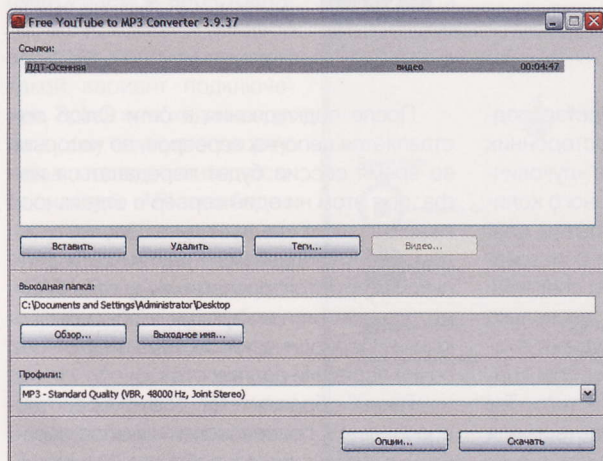 Free YouTube to MP3 Converter 3.9.37
Ссылки:
ДДТ-Осенняя видео 00:04:47
Вставить Удалить Теги... Видео...
Выходная папка:
C:\Documents and Settings\Administrator\Desktop
Обзор... Выходное имя...
Профили:
MP3 - Standard Quality (VBR, 48000 Hz, Joint Stereo)
Опции... Скачать